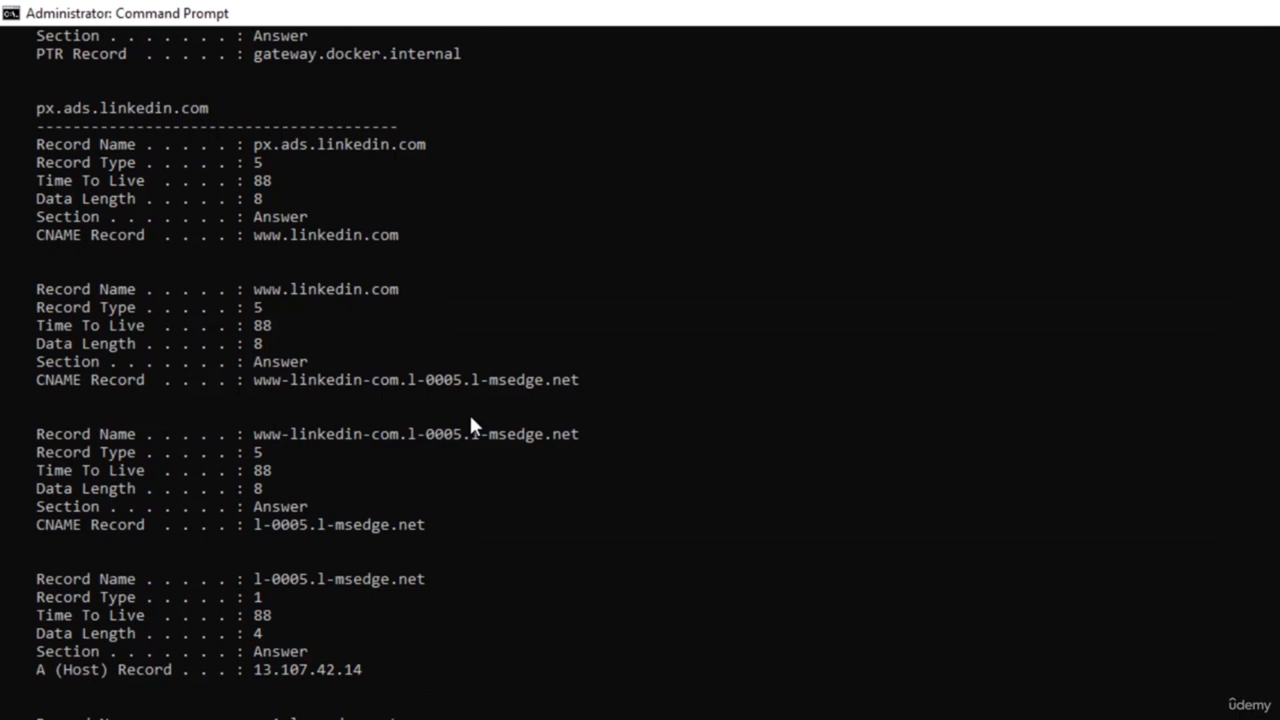 Administrator: Command Prompt
Section . . . . . . . : Answer
PTR Record  . . . . . : gateway.docker.internal
px.ads.linkedin.com
----------------------------------------
Record Name . . . . . : px.ads.linkedin.com
Record Type . . . . . : 5
Time To Live  . . . . : 88
Data Length . . . . . : 8
Section . . . . . . . : Answer
CNAME Record  . . . . : www.linkedin.com
Record Name . . . . . : www.linkedin.com
Record Type . . . . . : 5
Time To Live  . . . . : 88
Data Length . . . . . : 8
Section . . . . . . . : Answer
CNAME Record  . . . . : www-linkedin-com.l-0005.l-msedge.net
Record Name . . . . . : www-linkedin-com.l-0005.l-msedge.net
Record Type . . . . . : 5
Time To Live  . . . . : 88
Data Length . . . . . : 8
Section . . . . . . . : Answer
CNAME Record  . . . . : l-0005.l-msedge.net
Record Name . . . . . : l-0005.l-msedge.net
Record Type . . . . . : 1
Time To Live  . . . . : 88
Data Length . . . . . : 4
Section . . . . . . . : Answer
A (Host) Record . . . : 13.107.42.14
udemy